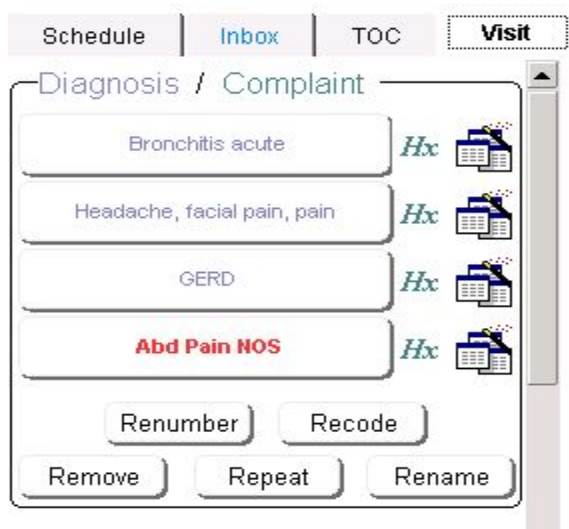 Schedule Inbox TOC Visit
Diagnosis / Complaint
Bronchitis acute Hx
Headache, facial pain, pain Hx
GERD Hx
Abd Pain NOS Hx
Renumber Recode
Remove Repeat Rename